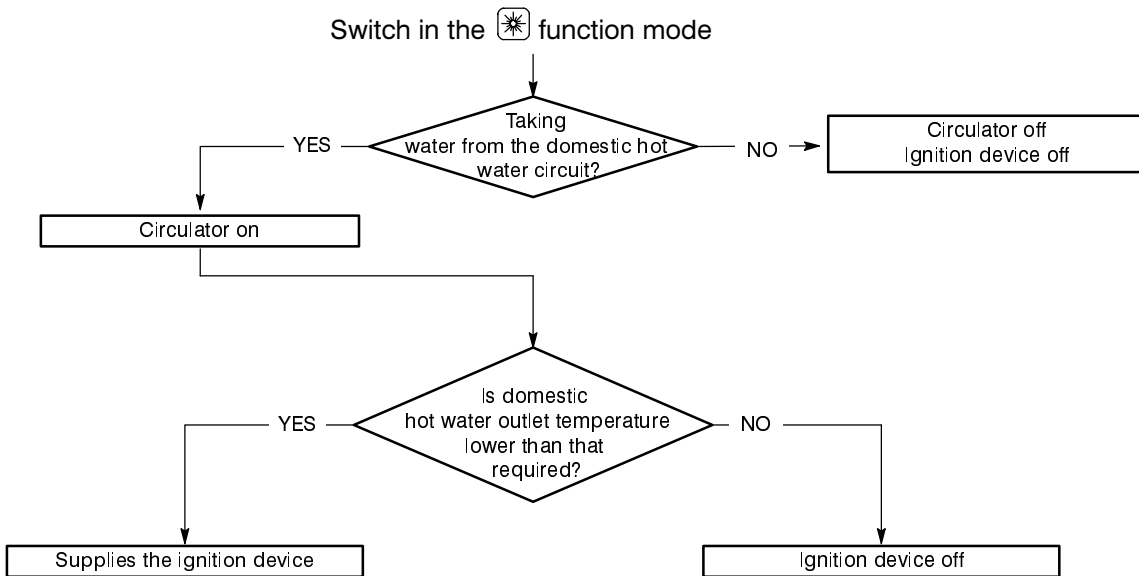 Switch in the function mode
Taking
water from the domestic hot
water circuit?
YES
NO
Circulator off
Ignition device off
Circulator on
Is domestic
hot water outlet temperature
lower than that
required?
YES
NO
Supplies the ignition device
Ignition device off